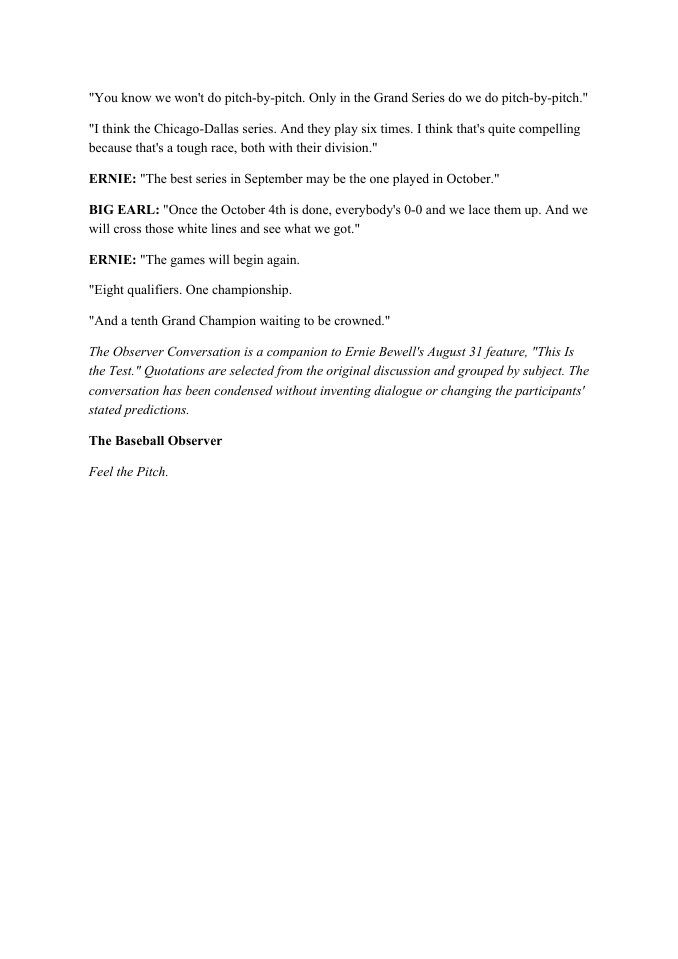 "You know we won't do pitch-by-pitch. Only in the Grand Series do we do pitch-by-pitch."
"I think the Chicago-Dallas series. And they play six times. I think that's quite compelling
because that's a tough race, both with their division."
ERNIE: "The best series in September may be the one played in October."
BIG EARL: "Once the October 4th is done, everybody's 0-0 and we lace them up. And we
will cross those white lines and see what we got."
ERNIE: "The games will begin again.
"Eight qualifiers. One championship.
"And a tenth Grand Champion waiting to be crowned."
The Observer Conversation is a companion to Ernie Bewell's August 31 feature, "This Is
the Test." Quotations are selected from the original discussion and grouped by subject. The
conversation has been condensed without inventing dialogue or changing the participants'
stated predictions.
The Baseball Observer
Feel the Pitch.